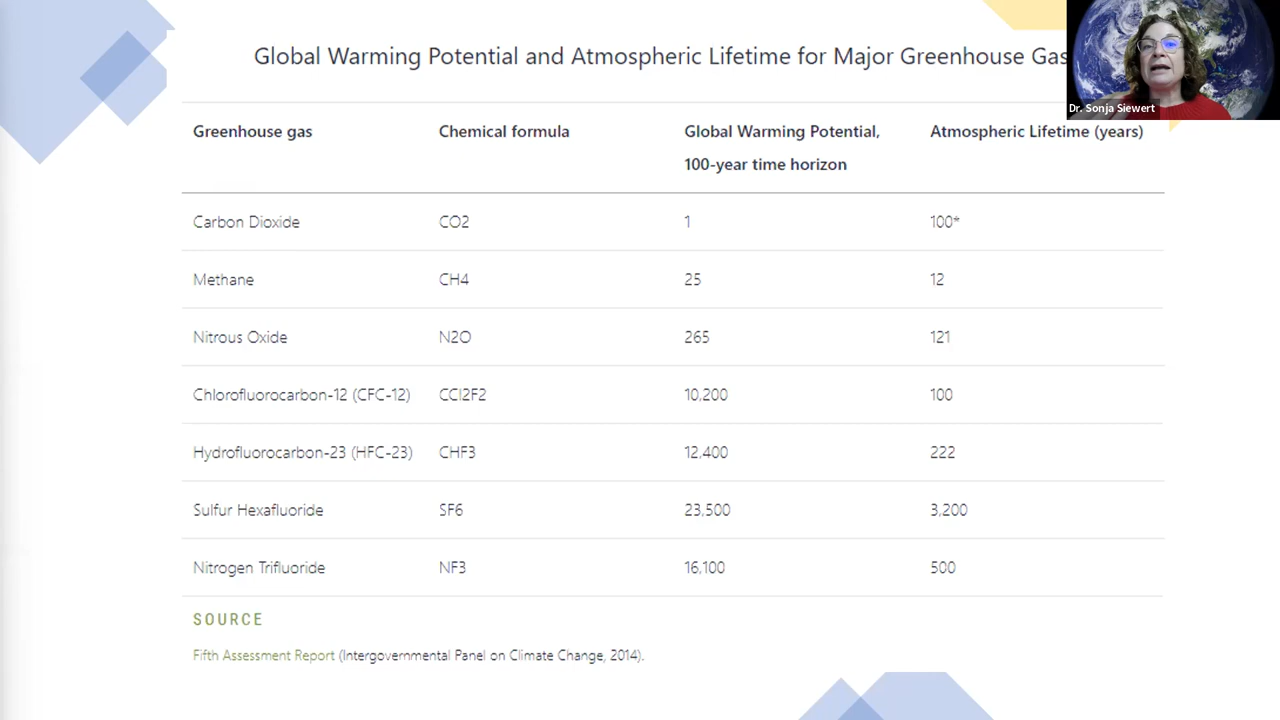 Global Warming Potential and Atmospheric Lifetime for Major Greenhouse Gas
Dr. Sonja Siewert
Greenhouse gas Chemical formula Global Warming Potential, 100-year time horizon Atmospheric Lifetime (years)
Carbon Dioxide CO2 1 100*
Methane CH4 25 12
Nitrous Oxide N2O 265 121
Chlorofluorocarbon-12 (CFC-12) CCl2F2 10,200 100
Hydrofluorocarbon-23 (HFC-23) CHF3 12,400 222
Sulfur Hexafluoride SF6 23,500 3,200
Nitrogen Trifluoride NF3 16,100 500
SOURCE
Fifth Assessment Report (Intergovernmental Panel on Climate Change, 2014).